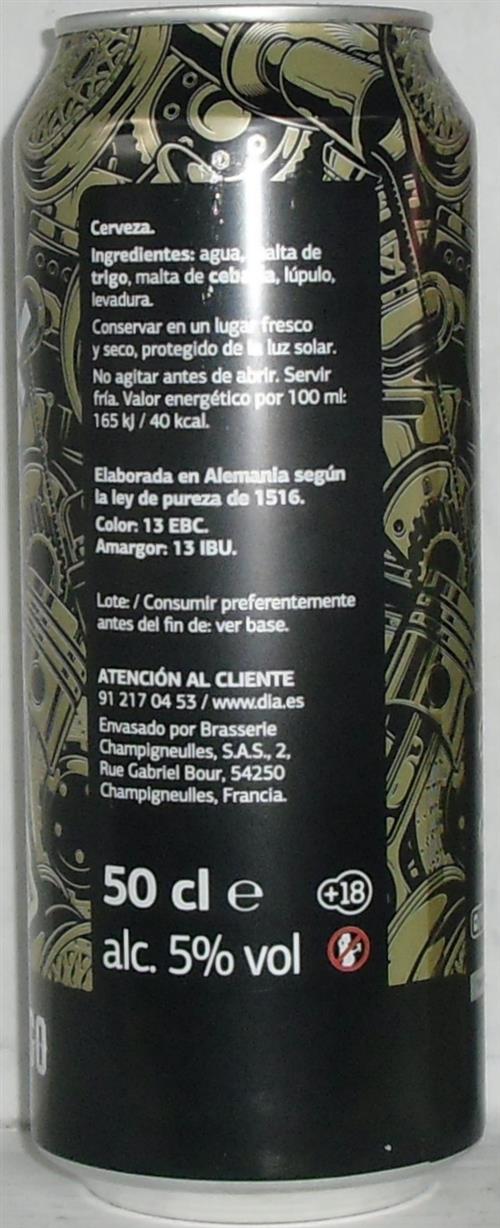 Cerveza.
Ingredientes: agua, malta de
trigo, malta de cebada, lúpulo,
levadura.
Conservar en un lugar fresco
y seco, protegido de la luz solar.
No agitar antes de abrir. Servir
fría. Valor energético por 100 ml:
165 kJ / 40 kcal.
Elaborada en Alemania según
la ley de pureza de 1516.
Color: 13 EBC.
Amargor: 13 IBU.
Lote: / Consumir preferentemente
antes del fin de: ver base.
ATENCIÓN AL CLIENTE
91 217 04 53 / www.dia.es
Envasado por Brasserie
Champigneulles, S.A.S., 2,
Rue Gabriel Bour, 54250
Champigneulles, Francia.
50 cl e +18
alc. 5% vol